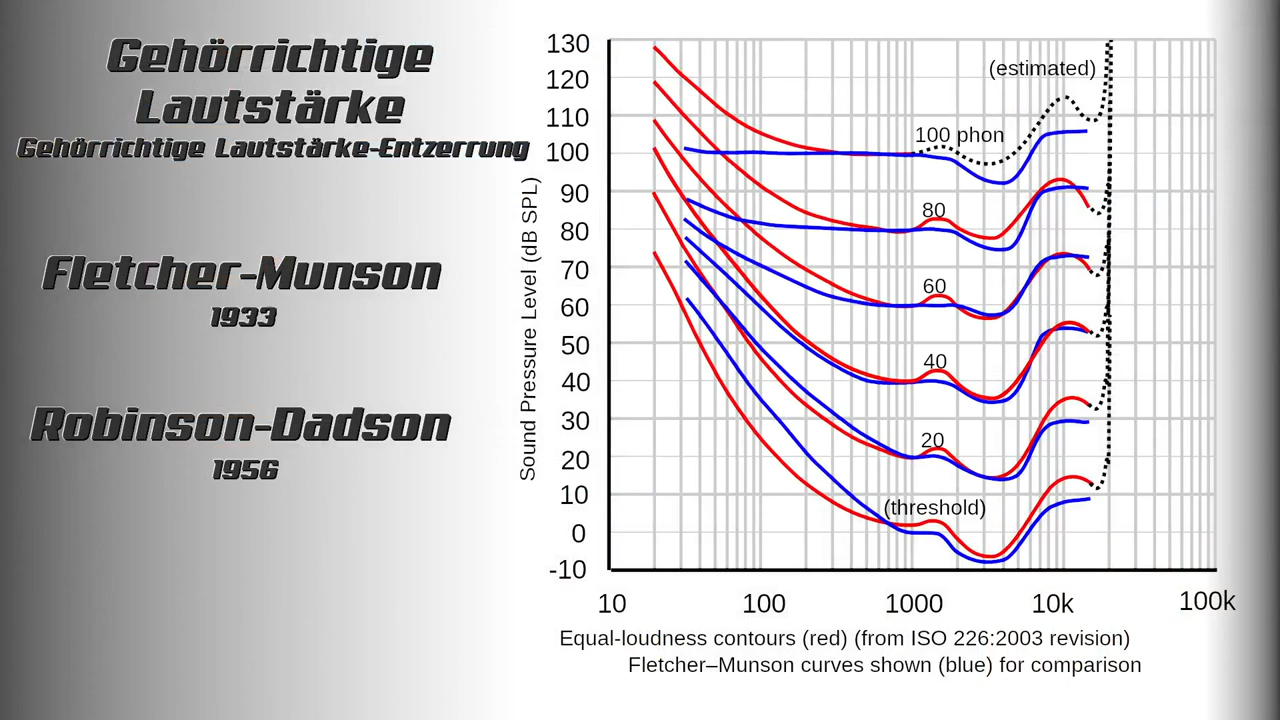 Gehörrichtige
Lautstärke
Gehörrichtige Lautstärke-Entzerrung
Fletcher-Munson
1933
Robinson-Dadson
1956
Sound Pressure Level (dB SPL)
130
120
110
100
90
80
70
60
50
40
30
20
10
0
-10
(estimated)
100 phon
80
60
40
20
(threshold)
10
100
1000
10k
100k
Equal-loudness contours (red) (from ISO 226:2003 revision)
Fletcher–Munson curves shown (blue) for comparison